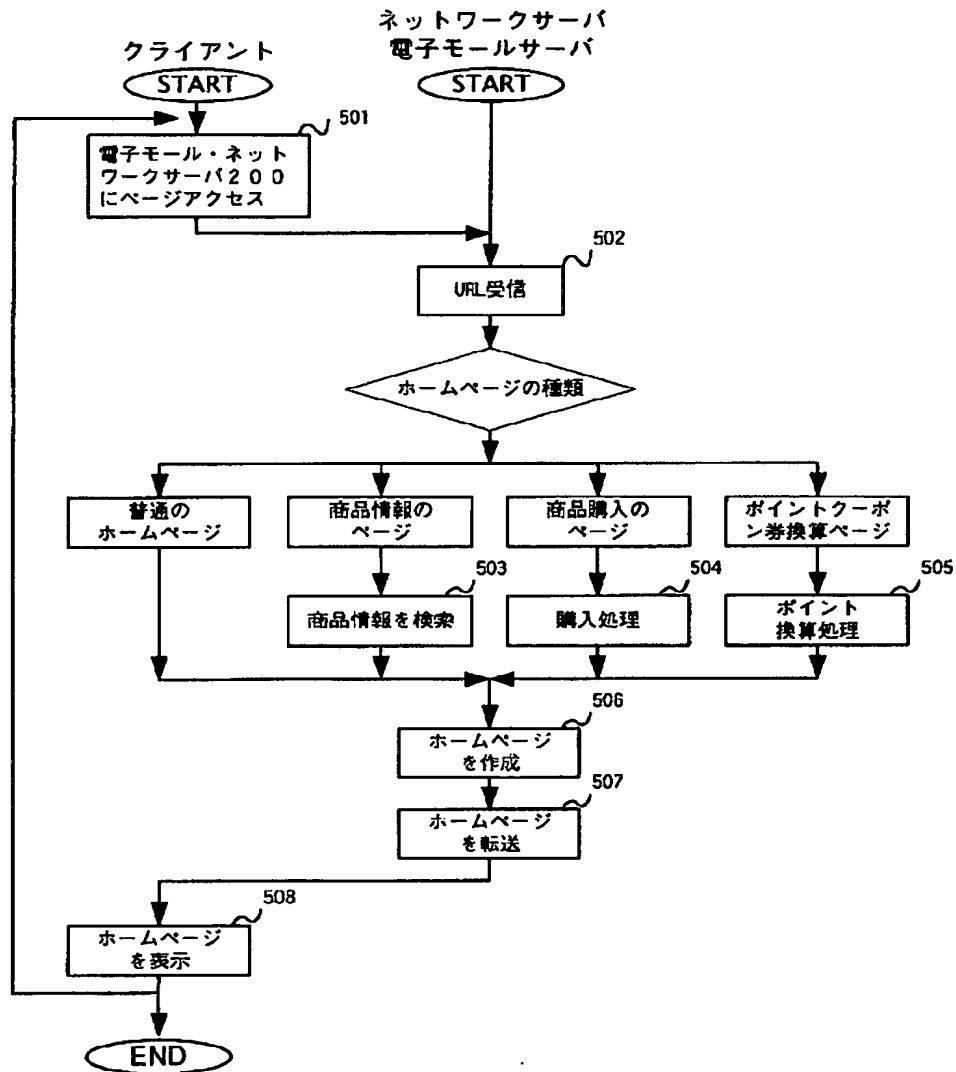 ネットワークサーバ
電子モールサーバ
クライアント
START
START
501
電子モール・ネット
ワークサーバ２００
にページアクセス
502
URL受信
ホームページの種類
普通の
ホームページ
商品情報の
ページ
商品購入の
ページ
ポイントクーポ
ン券換算ページ
503
商品情報を検索
504
購入処理
505
ポイント
換算処理
506
ホームページ
を作成
507
ホームページ
を転送
508
ホームページ
を表示
END